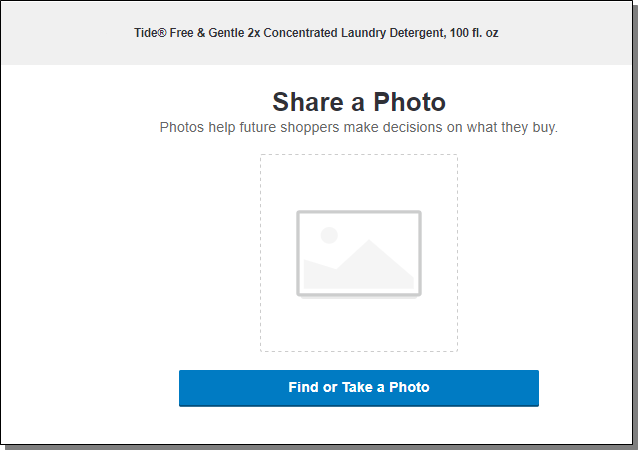 Tide® Free & Gentle 2x Concentrated Laundry Detergent, 100 fl. oz
Share a Photo
Photos help future shoppers make decisions on what they buy.
Find or Take a Photo